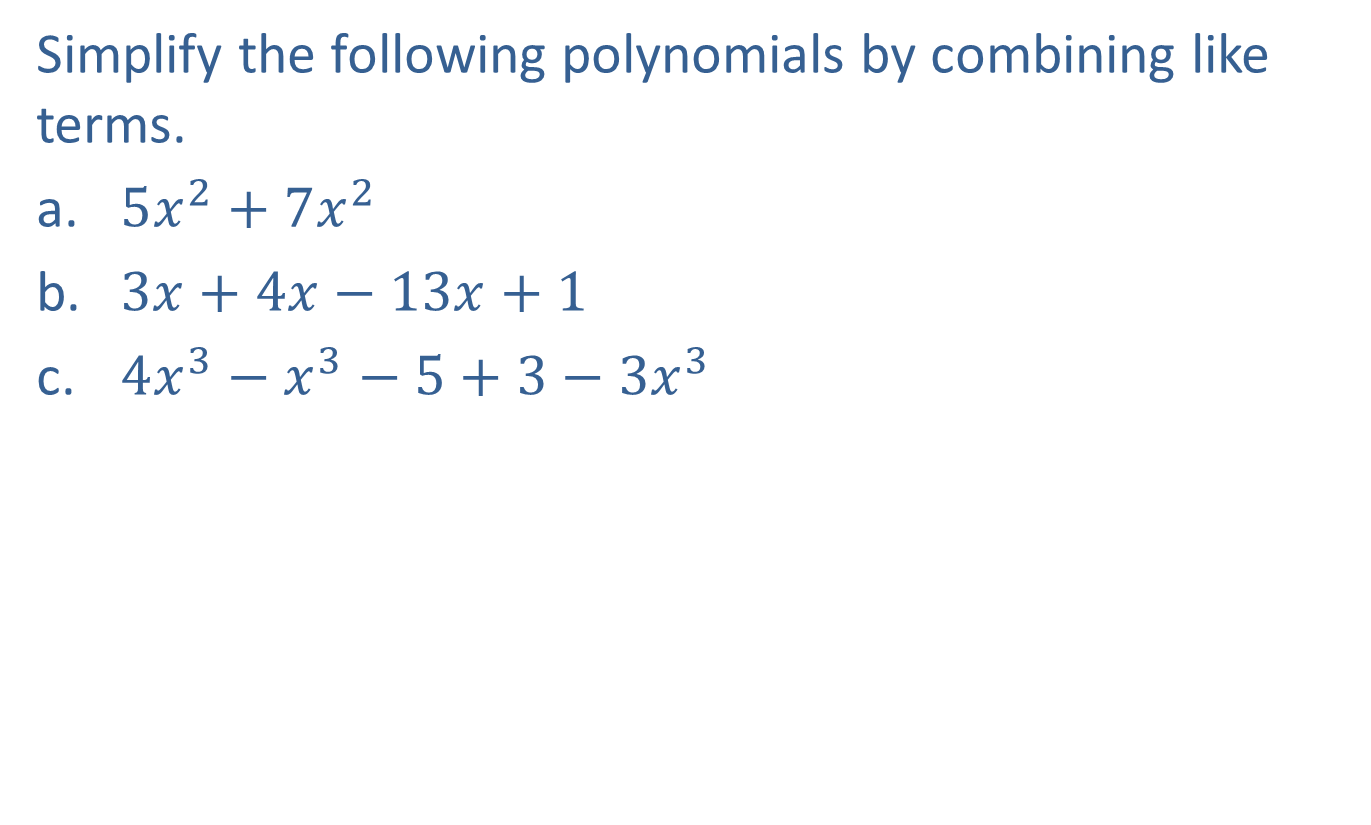 Simplify the following polynomials by combining like
terms.
a. 5x² + 7x²
b. 3x + 4x − 13x + 1
c. 4x³ − x³ − 5 + 3 − 3x³